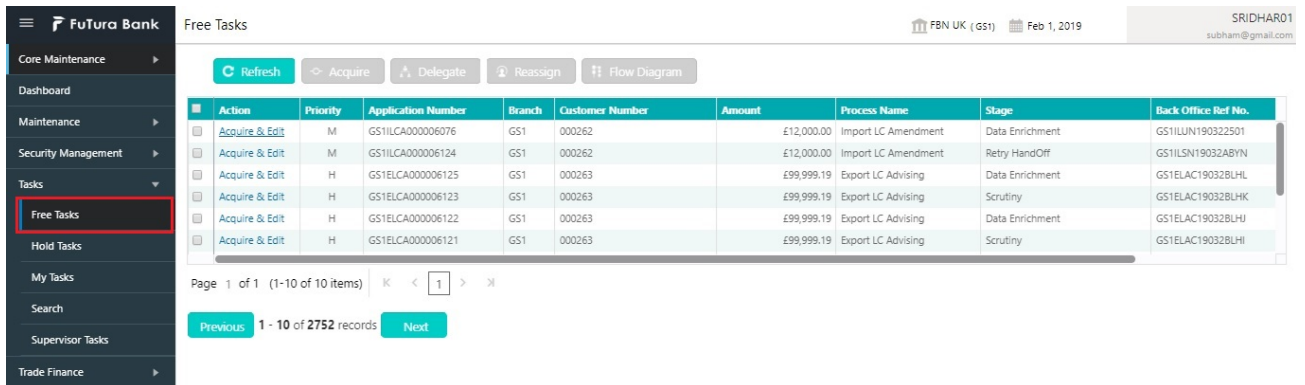 FuTura Bank
Free Tasks
FBN UK (GS1)
Feb 1, 2019
SRIDHAR01
subham@gmail.com
Core Maintenance
Dashboard
Maintenance
Security Management
Tasks
Free Tasks
Hold Tasks
My Tasks
Search
Supervisor Tasks
Trade Finance
Refresh Acquire Delegate Reassign Flow Diagram
Action Priority Application Number Branch Customer Number Amount Process Name Stage Back Office Ref No.
Acquire & Edit M GS1ILCA000006076 GS1 000262 £12,000.00 Import LC Amendment Data Enrichment GS1ILUN190322501
Acquire & Edit M GS1ILCA000006124 GS1 000262 £12,000.00 Import LC Amendment Retry HandOff GS1ILSN19032ABYN
Acquire & Edit H GS1ELCA000006125 GS1 000263 £99,999.19 Export LC Advising Data Enrichment GS1ELAC19032BLHL
Acquire & Edit H GS1ELCA000006123 GS1 000263 £99,999.19 Export LC Advising Scrutiny GS1ELAC19032BLHK
Acquire & Edit H GS1ELCA000006122 GS1 000263 £99,999.19 Export LC Advising Data Enrichment GS1ELAC19032BLHJ
Acquire & Edit H GS1ELCA000006121 GS1 000263 £99,999.19 Export LC Advising Scrutiny GS1ELAC19032BLHI
Page 1 of 1 (1-10 of 10 items) 1
Previous 1 - 10 of 2752 records Next